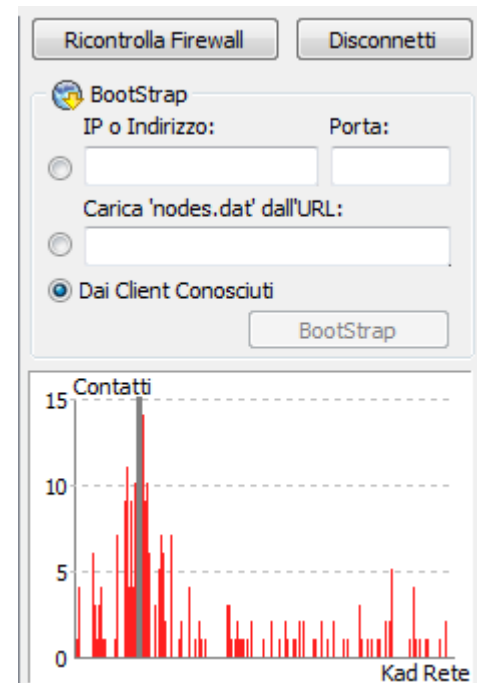 Ricontrolla Firewall Disconnetti
BootStrap
IP o Indirizzo: Porta:
Carica 'nodes.dat' dall'URL:
Dai Client Conosciuti
BootStrap
Contatti
15
10
5
0
Kad Rete